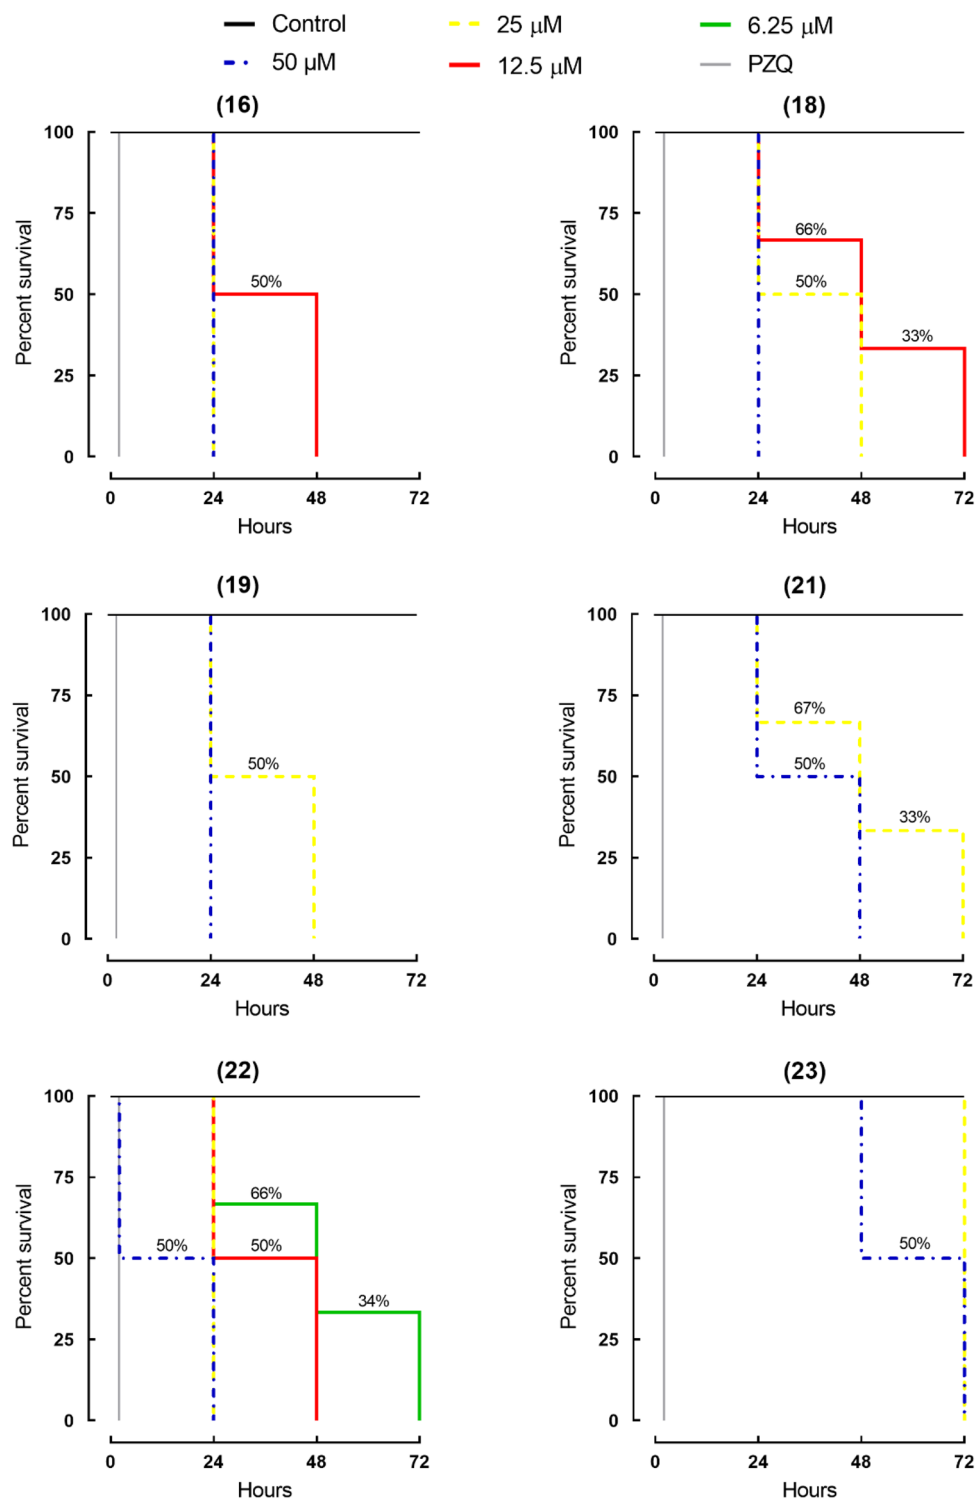 Control 25 μM 6.25 μM
50 μM 12.5 μM PZQ
(16) (18)
100 100
75 75
66%
Percent survival 50 50% Percent survival 50 50%
33%
25 25
0 0
0 24 48 72 0 24 48 72
Hours Hours
(19) (21)
100 100
75 67% 75
Percent survival 50 50% Percent survival 50 50%
33%
25 25
0 0
0 24 48 72 0 24 48 72
Hours Hours
(22) (23)
100 100
75 75
66%
Percent survival 50 50% 50% Percent survival 50 50%
34%
25 25
0 0
0 24 48 72 0 24 48 72
Hours Hours